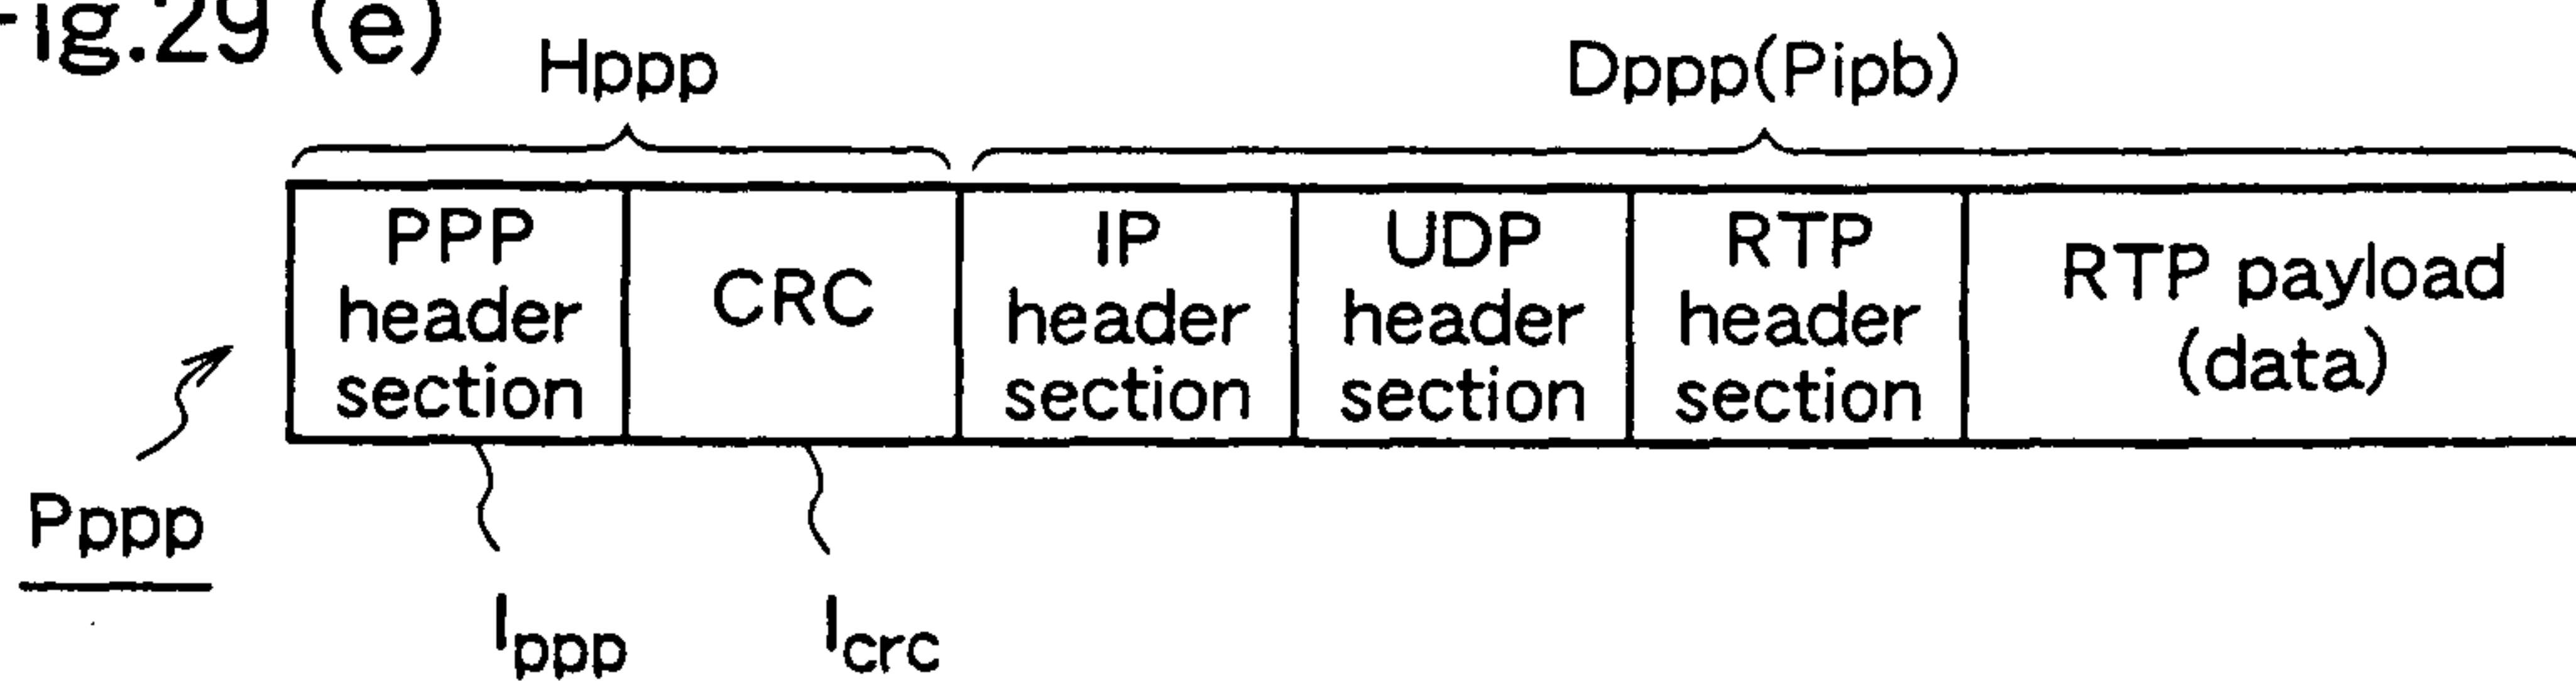 Fig.29 (e)
Hppp
Dppp(Pipb)
PPP
header
section
CRC
IP
header
section
UDP
header
section
RTP
header
section
RTP payload
(data)
Pppp
Ippp
Icrc